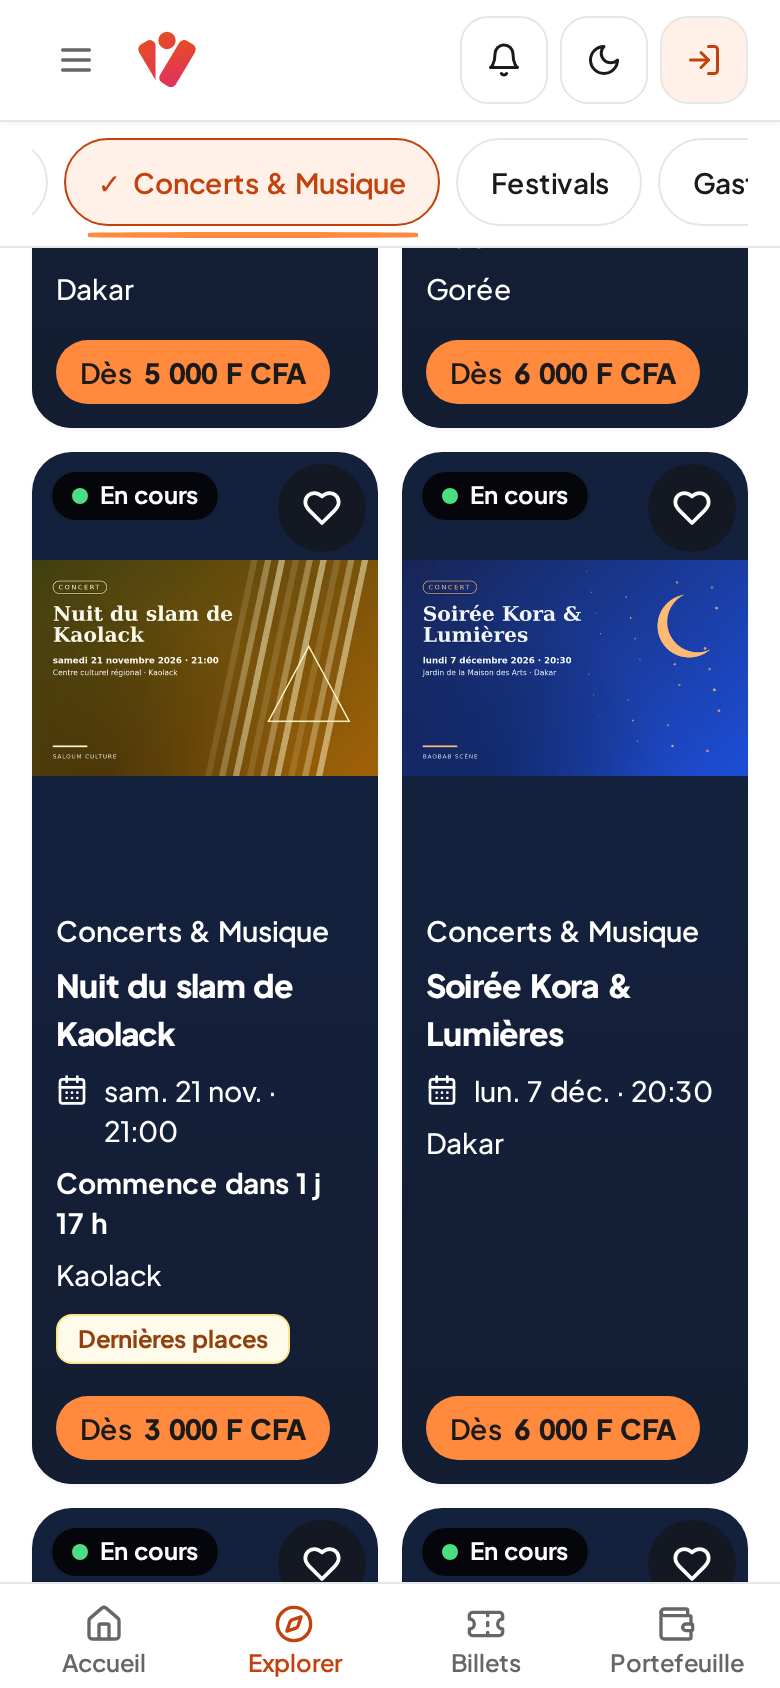 ✓ Concerts & Musique
Festivals
Gas
Dakar
Dès 5 000 F CFA
Gorée
Dès 6 000 F CFA
En cours
CONCERT
Nuit du slam de
Kaolack
samedi 21 novembre 2026 · 21:00
Centre culturel régional · Kaolack
SALOUM CULTURE
Concerts & Musique
Nuit du slam de
Kaolack
sam. 21 nov. ·
21:00
Commence dans 1 j
17 h
Kaolack
Dernières places
Dès 3 000 F CFA
En cours
CONCERT
Soirée Kora &
Lumières
lundi 7 décembre 2026 · 20:30
Jardin de la Maison des Arts · Dakar
BAOBAB SCÈNE
Concerts & Musique
Soirée Kora &
Lumières
lun. 7 déc. · 20:30
Dakar
Dès 6 000 F CFA
En cours
En cours
Accueil
Explorer
Billets
Portefeuille